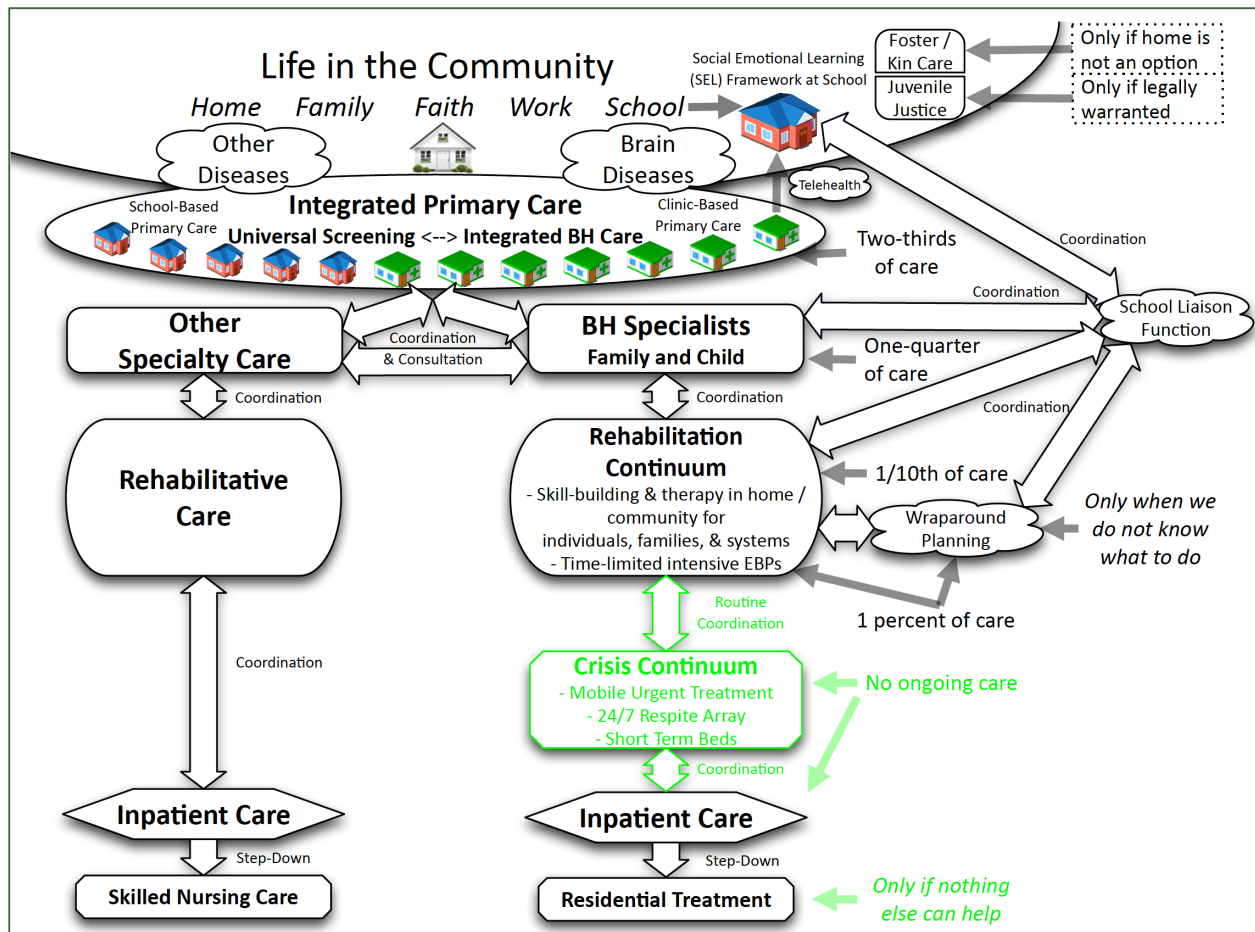 Life in the Community
Home Family Faith Work School
Social Emotional Learning
(SEL) Framework at School
Foster /
Kin Care
Juvenile
Justice
Only if home is
not an option
Only if legally
warranted
Other
Diseases
Brain
Diseases
Telehealth
School-Based
Primary Care
Integrated Primary Care
Clinic-Based
Primary Care
Universal Screening <--> Integrated BH Care
Two-thirds
of care
Coordination
Other
Specialty Care
Coordination
& Consultation
BH Specialists
Family and Child
Coordination
School Liaison
Function
One-quarter
of care
Coordination
Coordination
Coordination
Rehabilitative
Care
Rehabilitation
Continuum
- Skill-building & therapy in home /
community for
individuals, families, & systems
- Time-limited intensive EBPs
1/10th of care
Wraparound
Planning
Only when we
do not know
what to do
1 percent of care
Routine
Coordination
Coordination
Crisis Continuum
- Mobile Urgent Treatment
- 24/7 Respite Array
- Short Term Beds
No ongoing care
Coordination
Inpatient Care
Inpatient Care
Step-Down
Step-Down
Skilled Nursing Care
Residential Treatment
Only if nothing
else can help